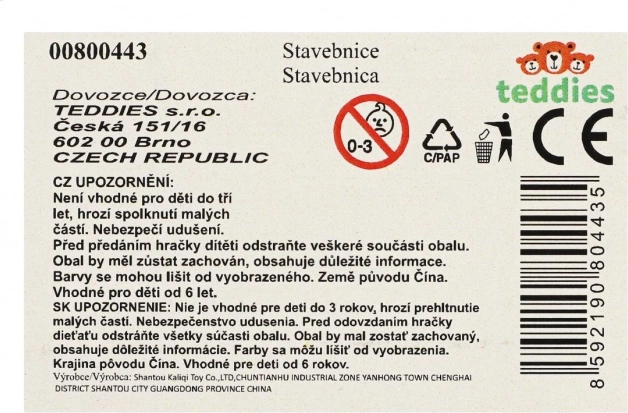 00800443
Stavebnice
Stavebnica
teddies
Dovozce/Dovozca:
TEDDIES s.r.o.
Česká 151/16
602 00 Brno
CZECH REPUBLIC
0-3
C/PAP
CE
CZ UPOZORNĚNÍ:
Není vhodné pro děti do tří
let, hrozí spolknutí malých
částí. Nebezpečí udušení.
Před předáním hračky dítěti odstraňte veškeré součásti obalu.
Obal by měl zůstat zachován, obsahuje důležité informace.
Barvy se mohou lišit od vyobrazeného. Země původu Čína.
Vhodné pro děti od 6 let.
SK UPOZORNENIE: Nie je vhodné pre deti do 3 rokov, hrozí prehltnutie
malých častí. Nebezpečenstvo udusenia. Pred odovzdaním hračky
dieťaťu odstráňte všetky súčasti obalu. Obal by mal zostať zachovaný,
obsahuje dôležité informácie. Farby sa môžu líšiť od vyobrazenia.
Krajina pôvodu Čína. Vhodné pre deti od 6 rokov.
Výrobce/Výrobca: Shantou Kaliqi Toy Co.,LTD,CHUNTIANHU INDUSTRIAL ZONE YANHONG TOWN CHENGHAI
DISTRICT SHANTOU CITY GUANGDONG PROVINCE CHINA
8 592190 804435